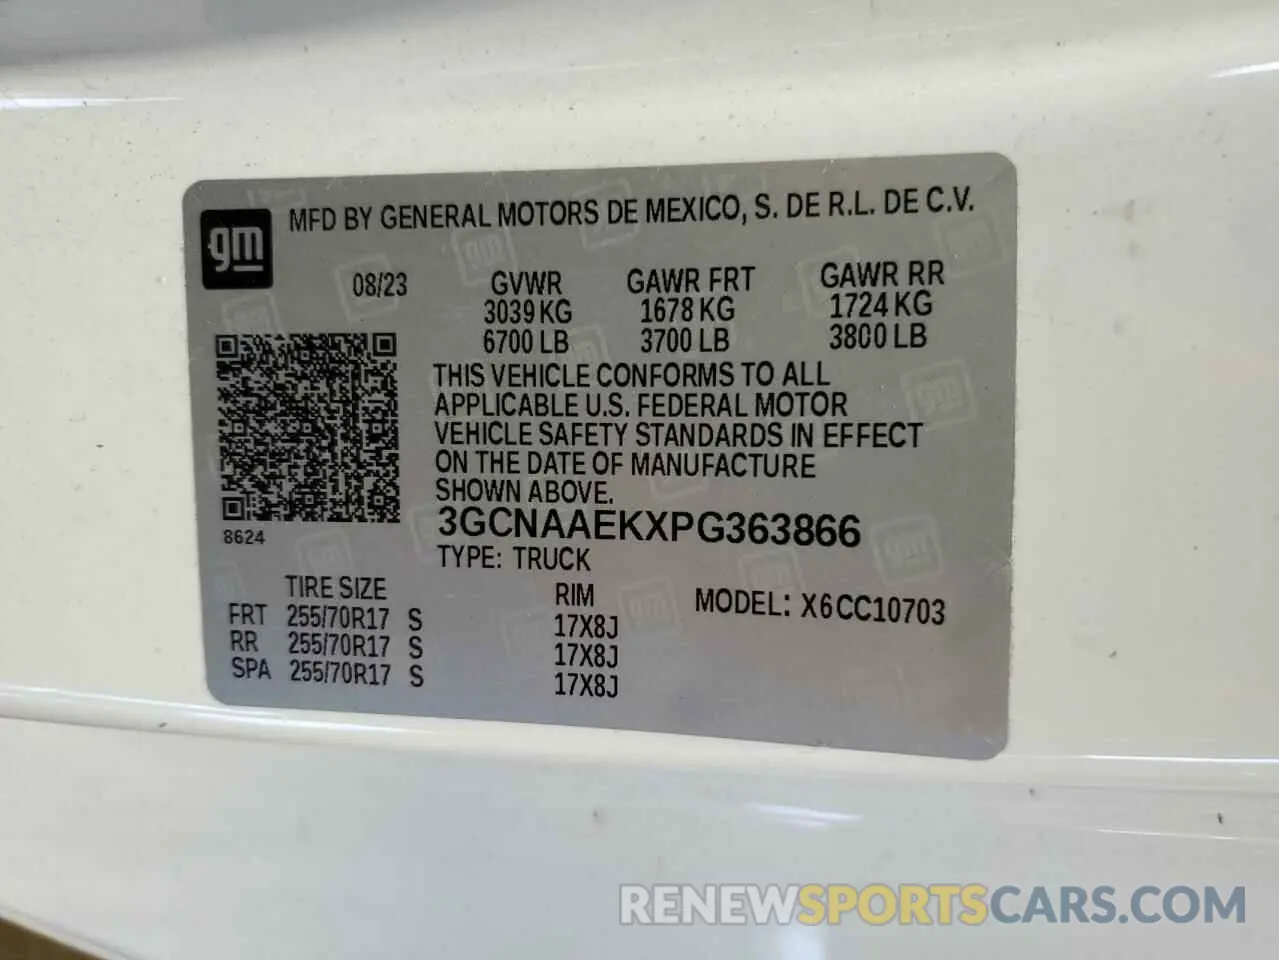 gm
MFD BY GENERAL MOTORS DE MEXICO, S. DE R.L. DE C.V.
08/23 GVWR GAWR FRT GAWR RR
3039 KG 1678 KG 1724 KG
6700 LB 3700 LB 3800 LB
THIS VEHICLE CONFORMS TO ALL
APPLICABLE U.S. FEDERAL MOTOR
VEHICLE SAFETY STANDARDS IN EFFECT
ON THE DATE OF MANUFACTURE
SHOWN ABOVE.
3GCNAAEKXPG363866
8624
TYPE: TRUCK
TIRE SIZE RIM MODEL: X6CC10703
FRT 255/70R17 S 17X8J
RR 255/70R17 S 17X8J
SPA 255/70R17 S 17X8J
RENEWSPORTSCARS.COM